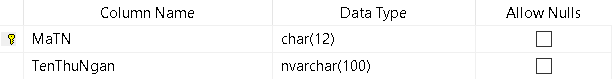 Column Name Data Type Allow Nulls
MaTN char(12)
TenThuNgan nvarchar(100)